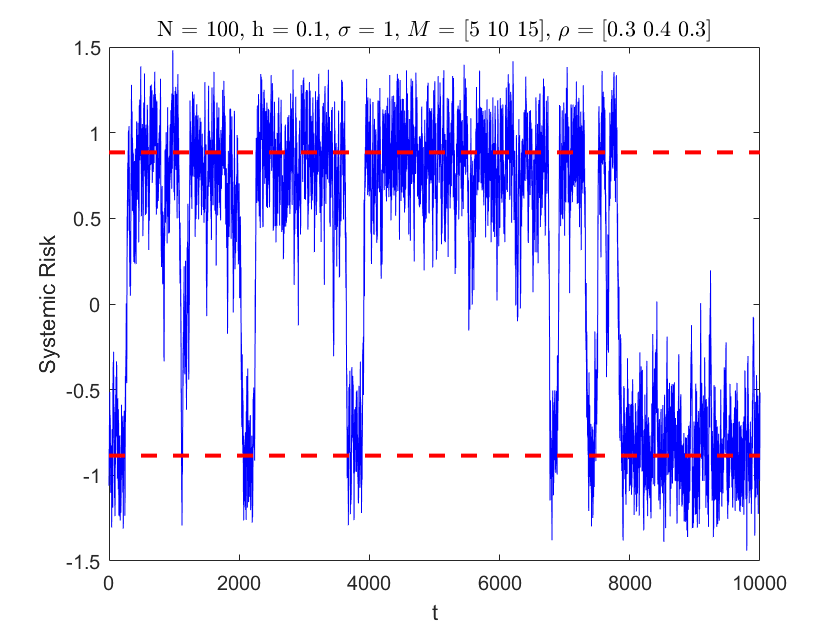 N = 100, h = 0.1, σ = 1, M = [5 10 15], ρ = [0.3 0.4 0.3]
1.5
1
0.5
0
-0.5
-1
-1.5
Systemic Risk
0 2000 4000 6000 8000 10000
t